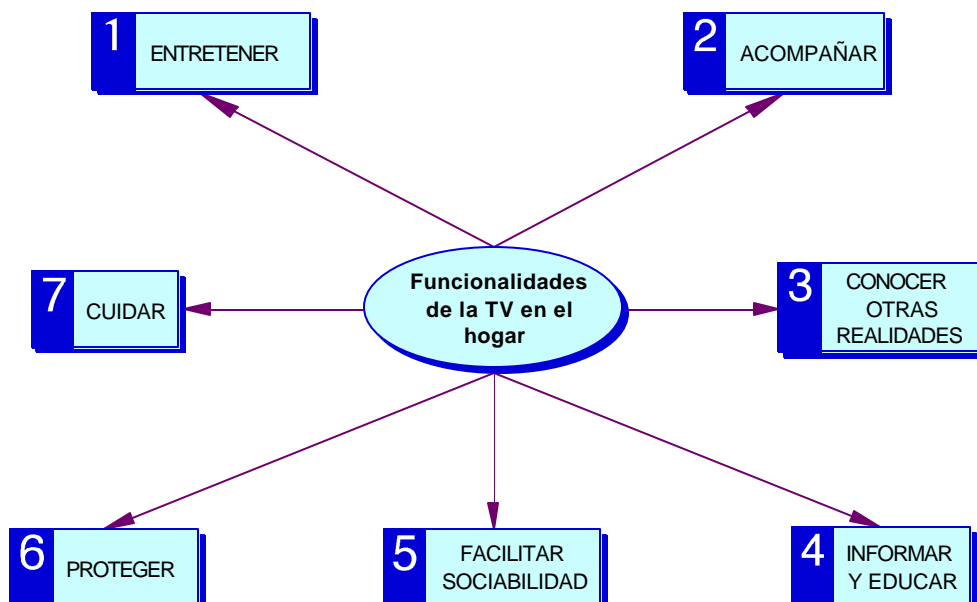 1
ENTRETENER
2
ACOMPAÑAR
Funcionalidades
de la TV en el
hogar
3
CONOCER
OTRAS
REALIDADES
7
CUIDAR
6
PROTEGER
5
FACILITAR
SOCIABILIDAD
4
INFORMAR
Y EDUCAR